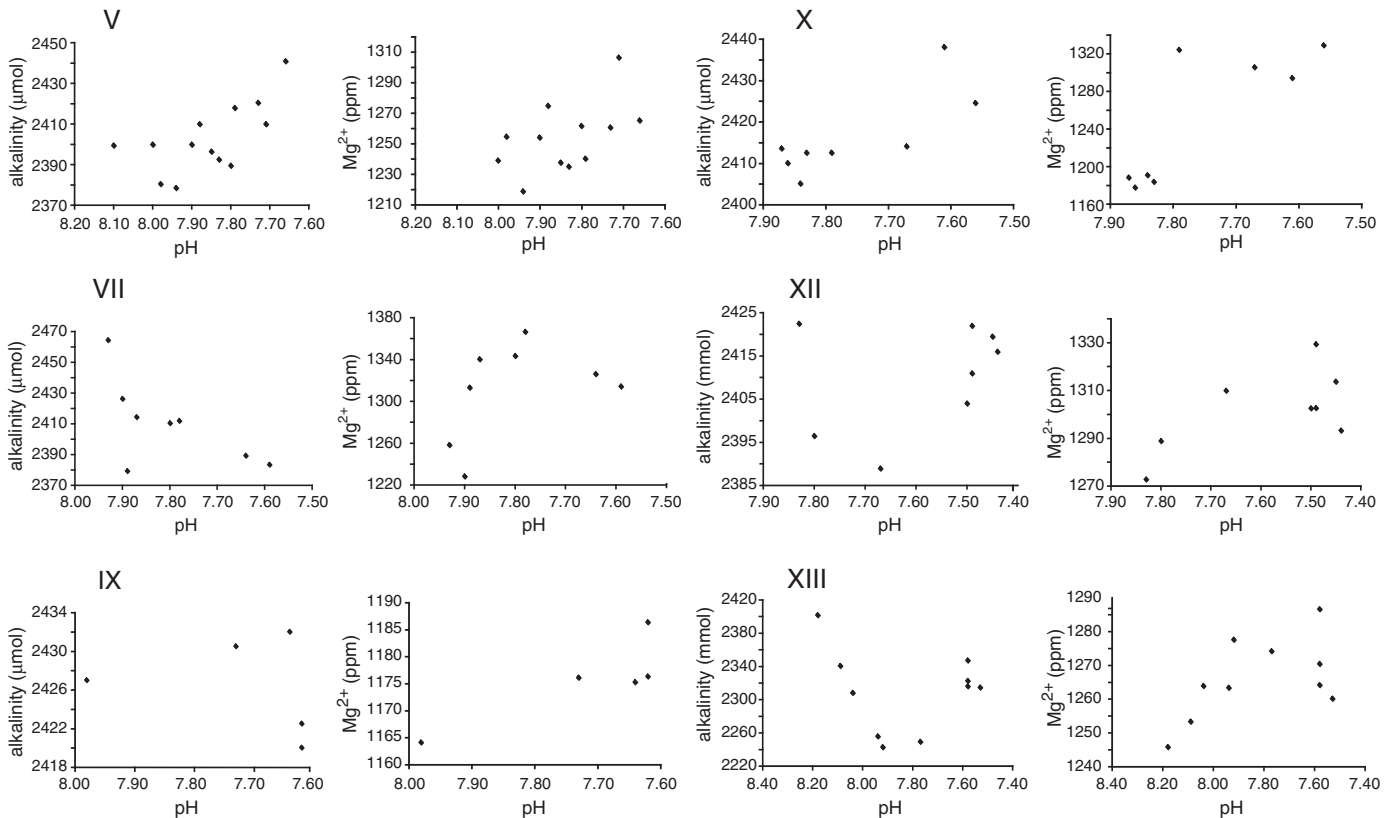 V
alkalinity (μmol)
2450
2430
2410
2390
2370
8.20 8.10 8.00 7.90 7.80 7.70 7.60
pH
Mg2+ (ppm)
1310
1290
1270
1250
1230
1210
8.20 8.10 8.00 7.90 7.80 7.70 7.60
pH
X
alkalinity (μmol)
2440
2430
2420
2410
2400
7.90 7.80 7.70 7.60 7.50
pH
Mg2+ (ppm)
1320
1280
1240
1200
1160
7.90 7.80 7.70 7.60 7.50
pH
VII
alkalinity (μmol)
2470
2450
2430
2410
2390
2370
8.00 7.90 7.80 7.70 7.60 7.50
pH
Mg2+ (ppm)
1380
1340
1300
1260
1220
8.00 7.90 7.80 7.70 7.60 7.50
pH
XII
alkalinity (mmol)
2425
2415
2405
2395
2385
7.90 7.80 7.70 7.60 7.50 7.40
pH
Mg2+ (ppm)
1330
1310
1290
1270
7.90 7.80 7.70 7.60 7.50 7.40
pH
IX
alkalinity (μmol)
2434
2430
2426
2422
2418
8.00 7.90 7.80 7.70 7.60
pH
Mg2+ (ppm)
1190
1185
1180
1175
1170
1165
1160
8.00 7.90 7.80 7.70 7.60
pH
XIII
alkalinity (mmol)
2420
2380
2340
2300
2260
2220
8.40 8.20 8.00 7.80 7.60 7.40
pH
Mg2+ (ppm)
1290
1280
1270
1260
1250
1240
8.40 8.20 8.00 7.80 7.60 7.40
pH